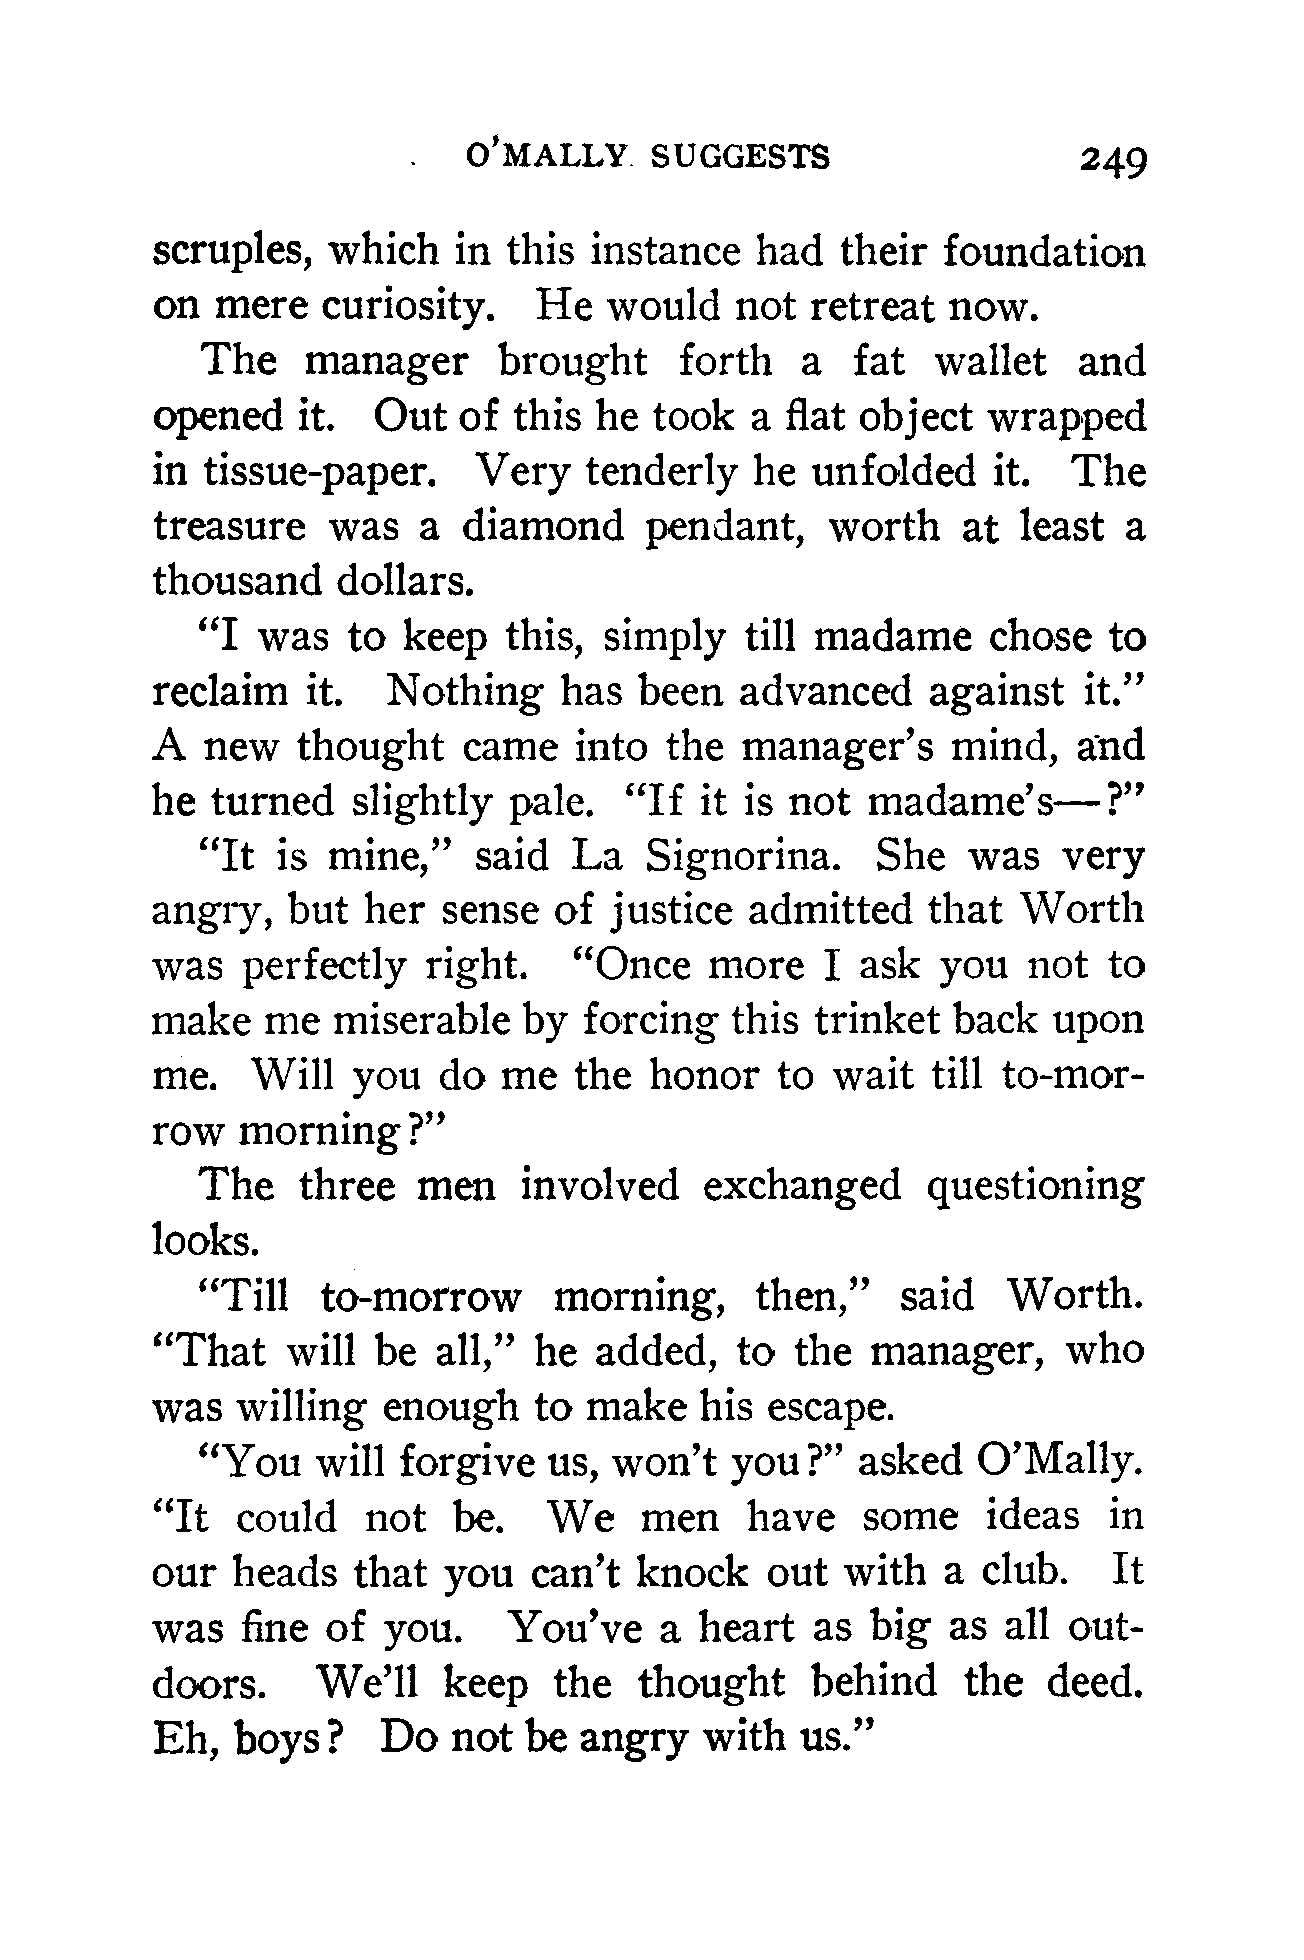 O'MALLY SUGGESTS 249
scruples, which in this instance had their foundation
on mere curiosity. He would not retreat now.
The manager brought forth a fat wallet and
opened it. Out of this he took a flat object wrapped
in tissue-paper. Very tenderly he unfolded it. The
treasure was a diamond pendant, worth at least a
thousand dollars.
“I was to keep this, simply till madame chose to
reclaim it. Nothing has been advanced against it.”
A new thought came into the manager's mind, and
he turned slightly pale. “If it is not madame's—?”
“It is mine,” said La Signorina. She was very
angry, but her sense of justice admitted that Worth
was perfectly right. “Once more I ask you not to
make me miserable by forcing this trinket back upon
me. Will you do me the honor to wait till to-mor-
row morning?”
The three men involved exchanged questioning
looks.
“Till to-morrow morning, then,” said Worth.
“That will be all,” he added, to the manager, who
was willing enough to make his escape.
“You will forgive us, won't you?” asked O'Mally.
“It could not be. We men have some ideas in
our heads that you can't knock out with a club. It
was fine of you. You've a heart as big as all out-
doors. We'll keep the thought behind the deed.
Eh, boys? Do not be angry with us.”